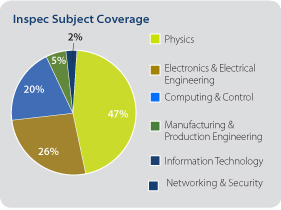 Inspec Subject Coverage
2%
5%
20%
47%
26%
Physics
Electronics & Electrical
Engineering
Computing & Control
Manufacturing &
Production Engineering
Information Technology
Networking & Security